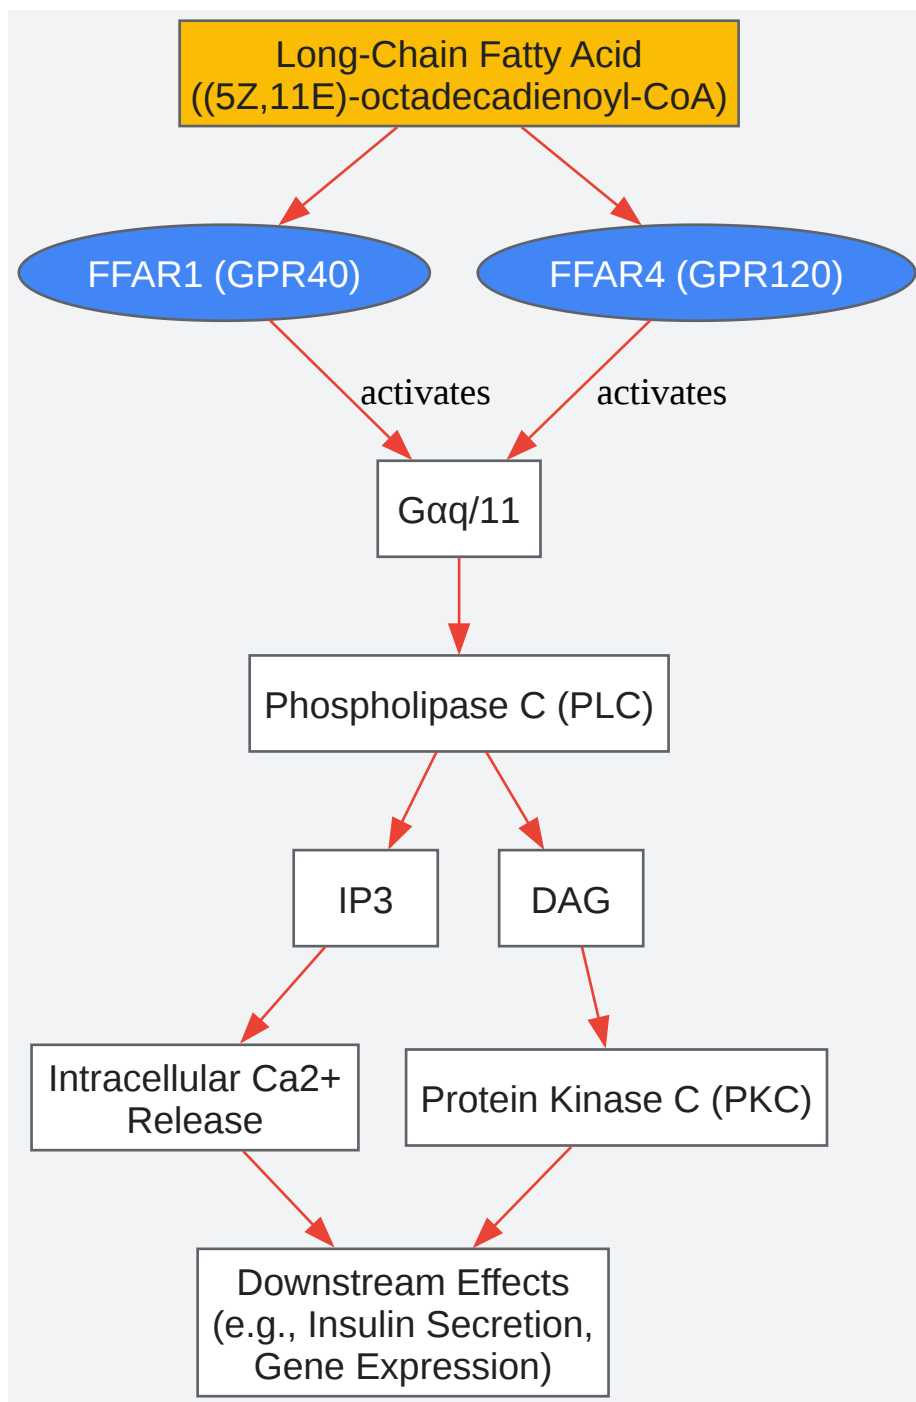 Long-Chain Fatty Acid
((5Z,11E)-octadecadienoyl-CoA)
FFAR1 (GPR40)
FFAR4 (GPR120)
activates
activates
Gαq/11
Phospholipase C (PLC)
IP3
DAG
Intracellular Ca2+
Release
Protein Kinase C (PKC)
Downstream Effects
(e.g., Insulin Secretion,
Gene Expression)